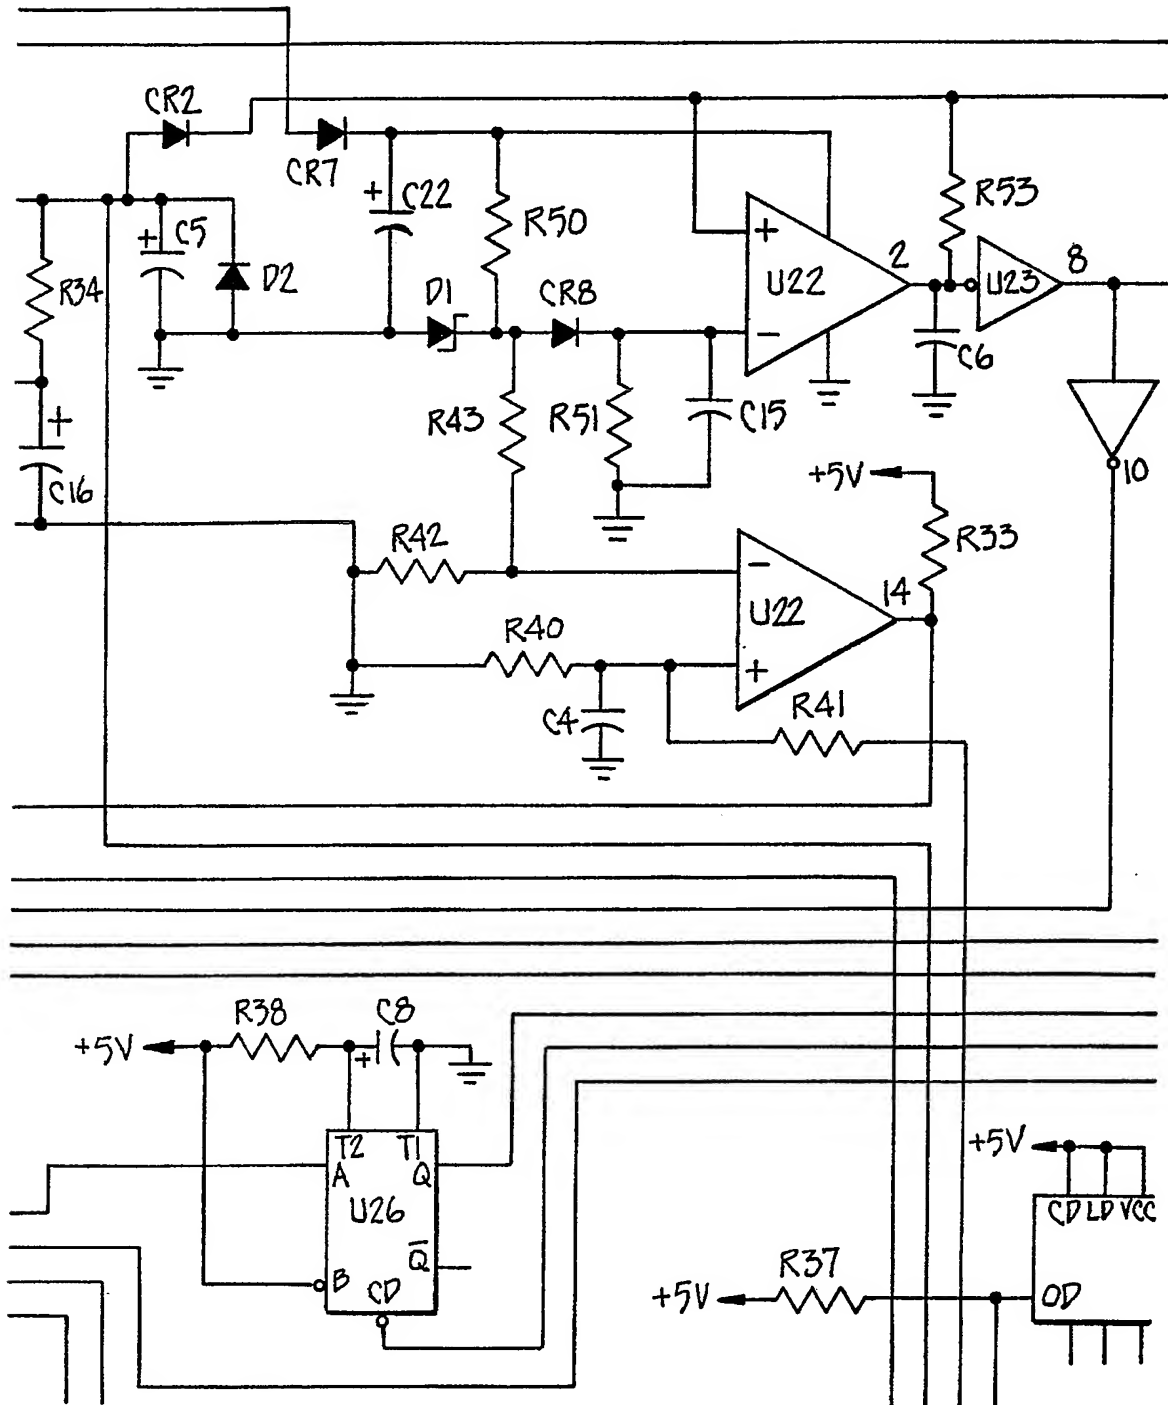 CR2
CR7
+ C22
R50
R53
+ C5
D2
R34
+
U22
2
U23
8
D1
CR8
−
C6
R43
R51
C15
+
C16
+5V
10
R42
R33
−
U22
14
R40
+
C4
R41
R38
C8
+5V
+
T2 T1
A Q
U26
Q̅
B
CD
+5V
CD LD VCC
R37
+5V
OD